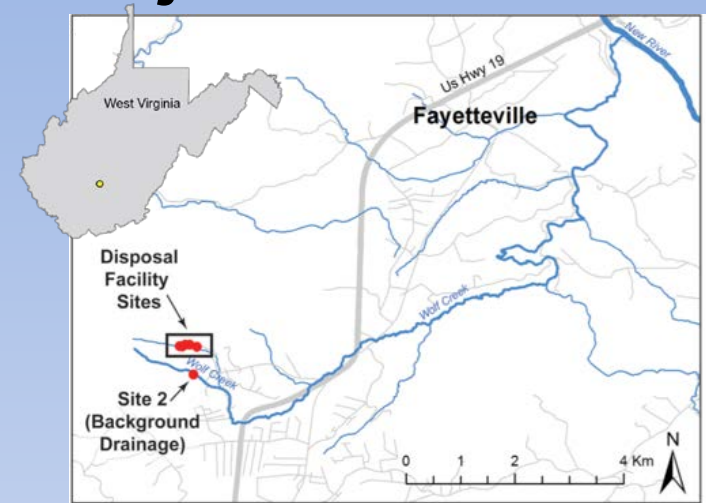 New River
Us Hwy 19
West Virginia
Fayetteville
Disposal
Facility
Sites
Wolf Creek
Wolf Creek
Site 2
(Background
Drainage)
N
0 1 2 4 Km